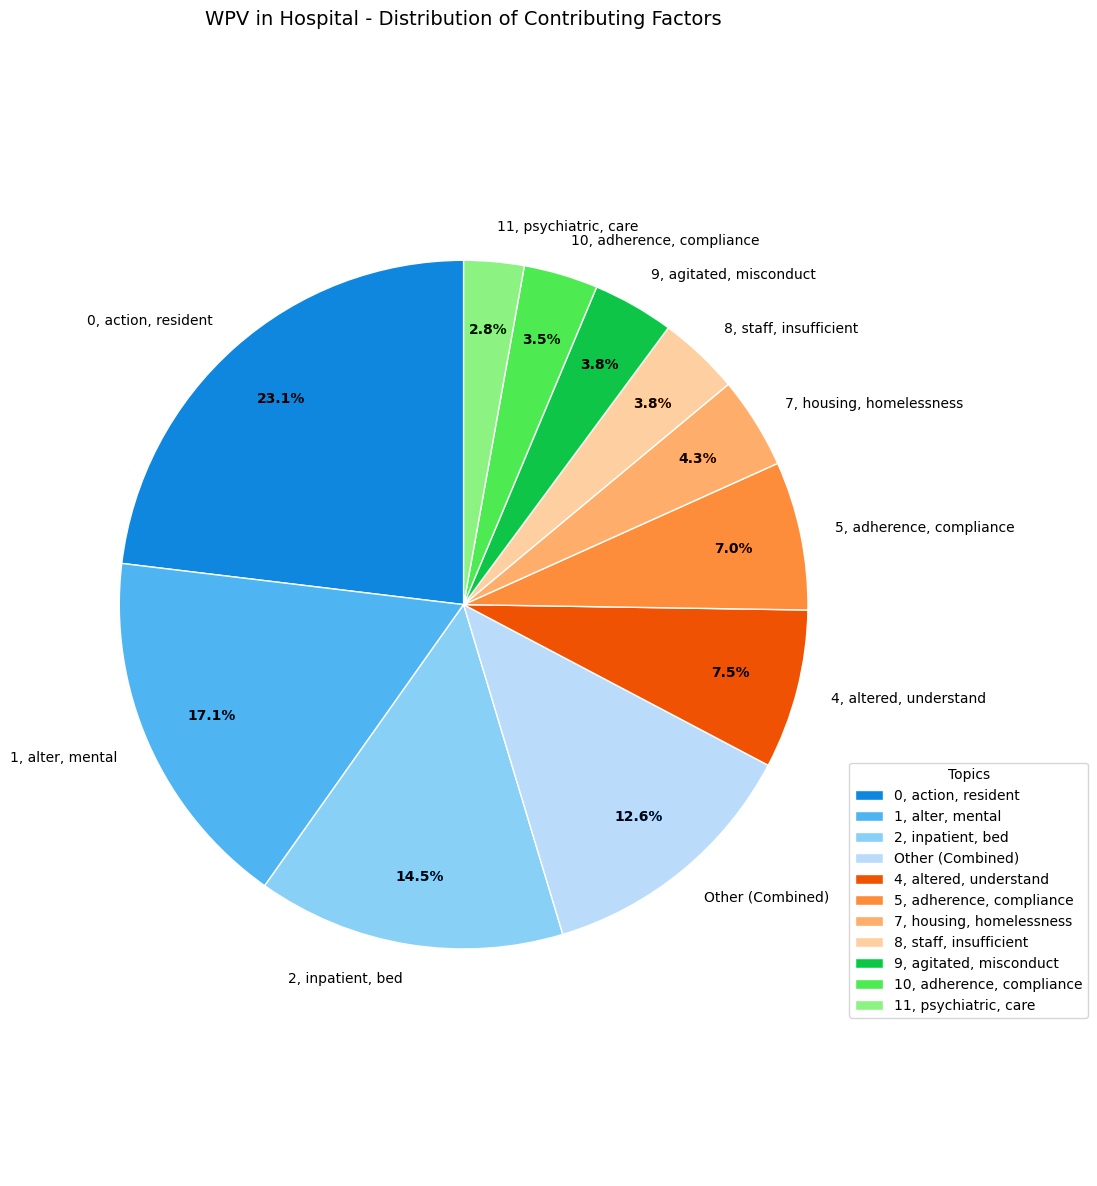 WPV in Hospital - Distribution of Contributing Factors
11, psychiatric, care
10, adherence, compliance
9, agitated, misconduct
0, action, resident
8, staff, insufficient
2.8%
3.5%
3.8%
23.1%
3.8%
7, housing, homelessness
4.3%
5, adherence, compliance
7.0%
7.5%
4, altered, understand
17.1%
1, alter, mental
12.6%
14.5%
Other (Combined)
2, inpatient, bed
Topics
0, action, resident
1, alter, mental
2, inpatient, bed
Other (Combined)
4, altered, understand
5, adherence, compliance
7, housing, homelessness
8, staff, insufficient
9, agitated, misconduct
10, adherence, compliance
11, psychiatric, care